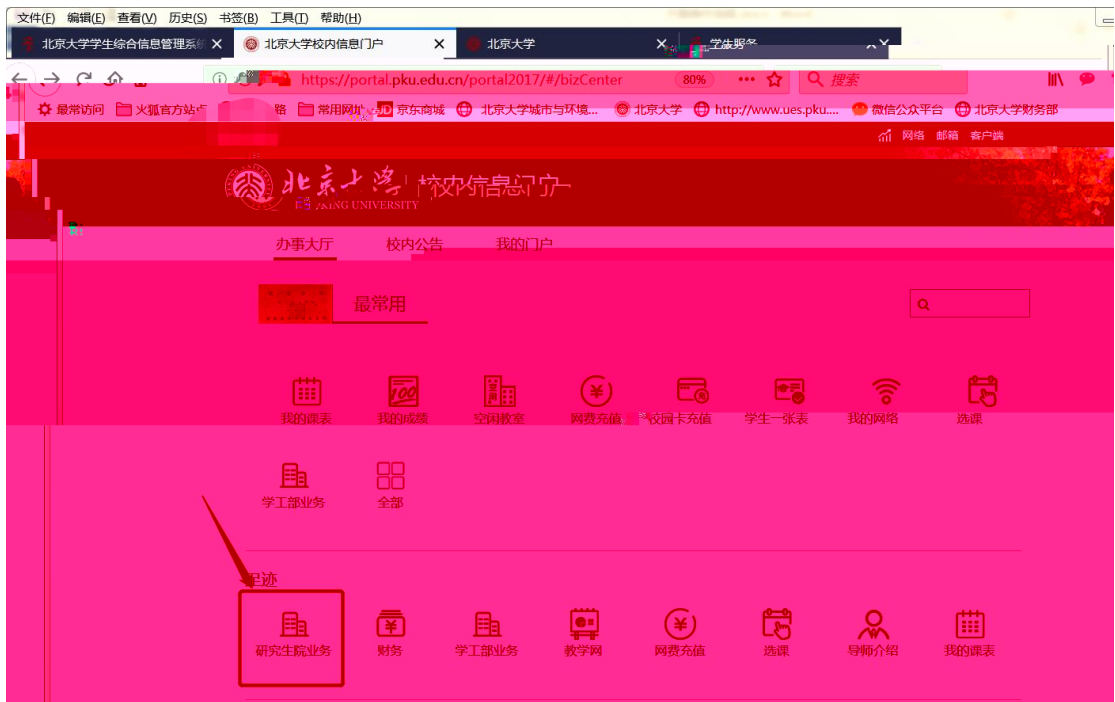 文件(F) 编辑(E) 查看(V) 历史(S) 书签(B) 工具(T) 帮助(H)
北京大学学生综合信息管理系统 北京大学校内信息门户 北京大学
https://portal.pku.edu.cn/portal2017/#/bizCenter 80% 搜索
最常访问 火狐官方站点 常用网址 京东商城 北京大学城市与环境... 北京大学 http://www.ues.pku.... 微信公众平台 北京大学财务部
网络 邮箱 客户端
北京大学 校内信息门户
UNIVERSITY
办事大厅 校内公告 我的门户
最常用
我的课表 我的成绩 空闲教室 网费充值 校园卡充值 学生一张表 我的网络 选课
学工部业务 全部
足迹
研究生院业务 财务 学工部业务 教学网 网费充值 选课 导师介绍 我的课表